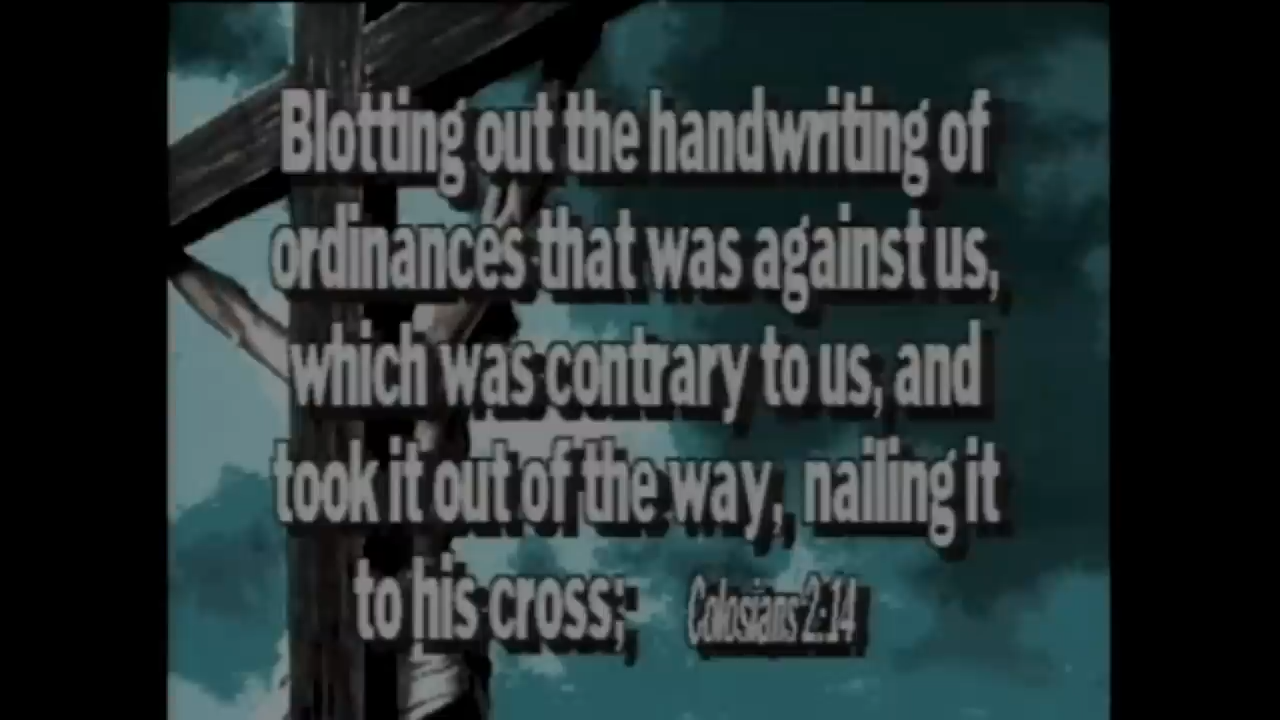 Blotting out the handwriting of
ordinances that was against us,
which was contrary to us, and
took it out of the way, nailing it
to his cross; Colosians 2:14